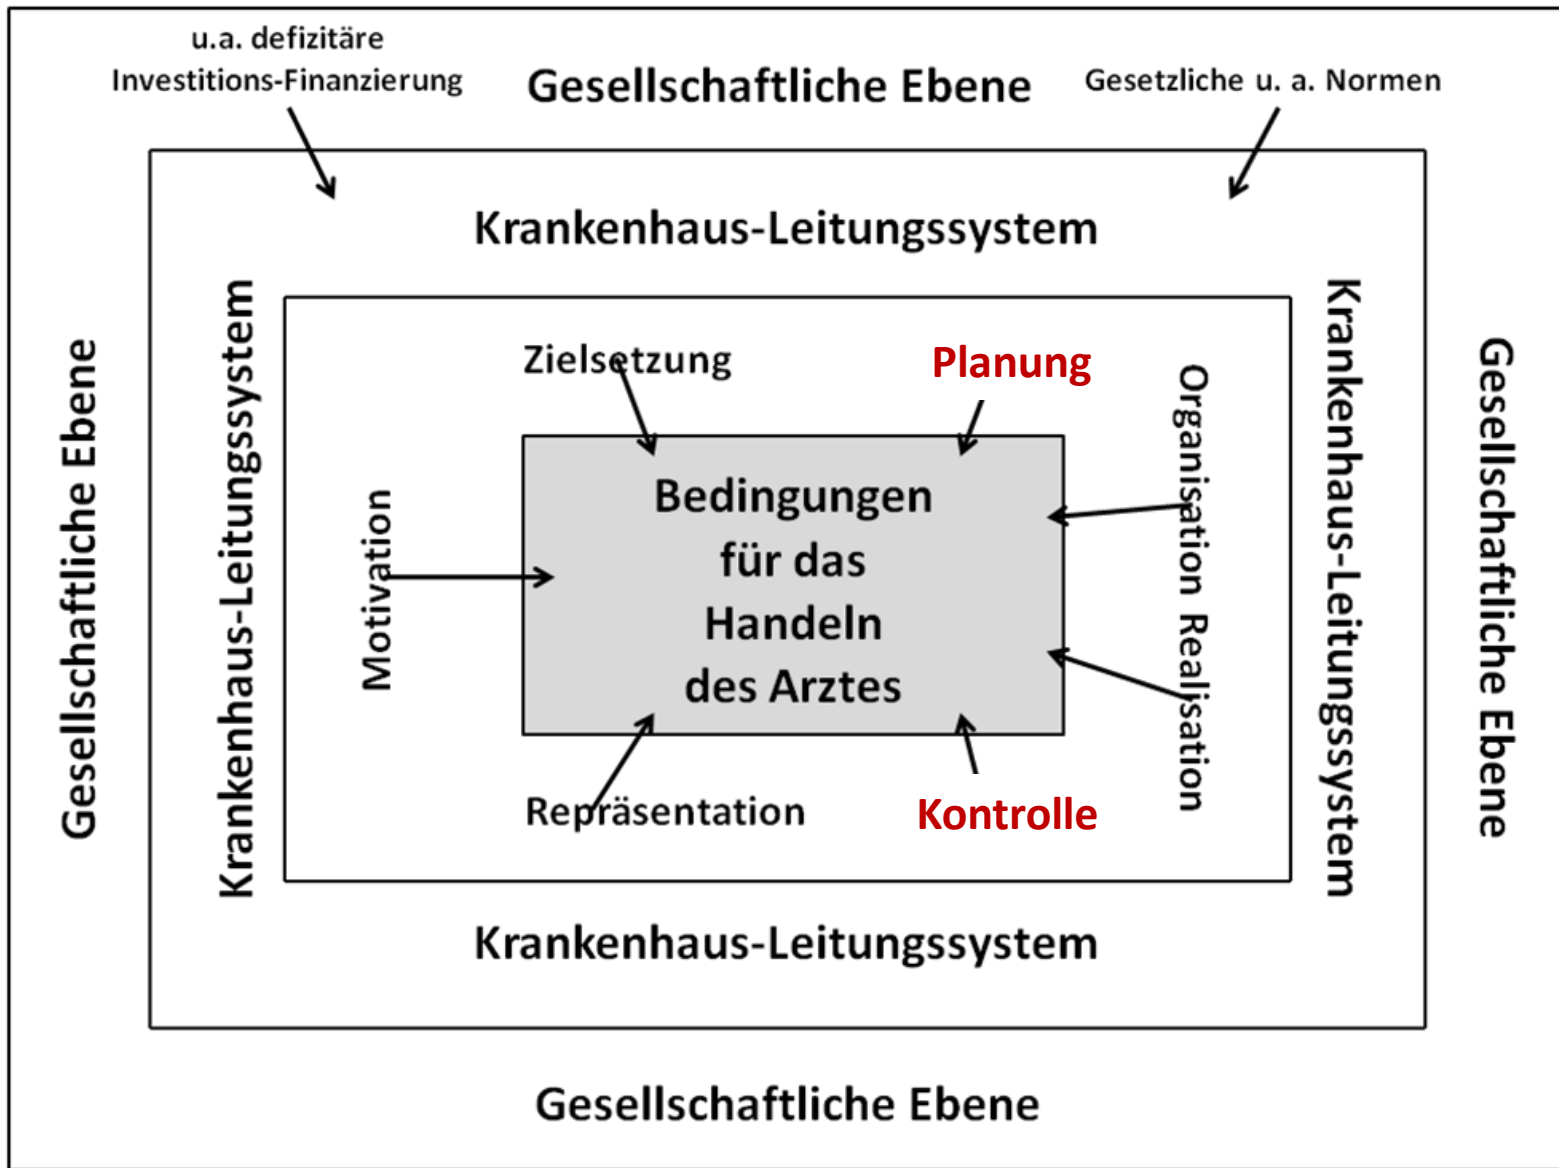 u.a. defizitäre
Investitions-Finanzierung
Gesellschaftliche Ebene
Gesetzliche u. a. Normen
Krankenhaus-Leitungssystem
Gesellschaftliche Ebene
Krankenhaus-Leitungssystem
Zielsetzung
Planung
Motivation
Bedingungen
für das
Handeln
des Arztes
Organisation Realisation
Krankenhaus-Leitungssystem
Gesellschaftliche Ebene
Repräsentation
Kontrolle
Krankenhaus-Leitungssystem
Gesellschaftliche Ebene